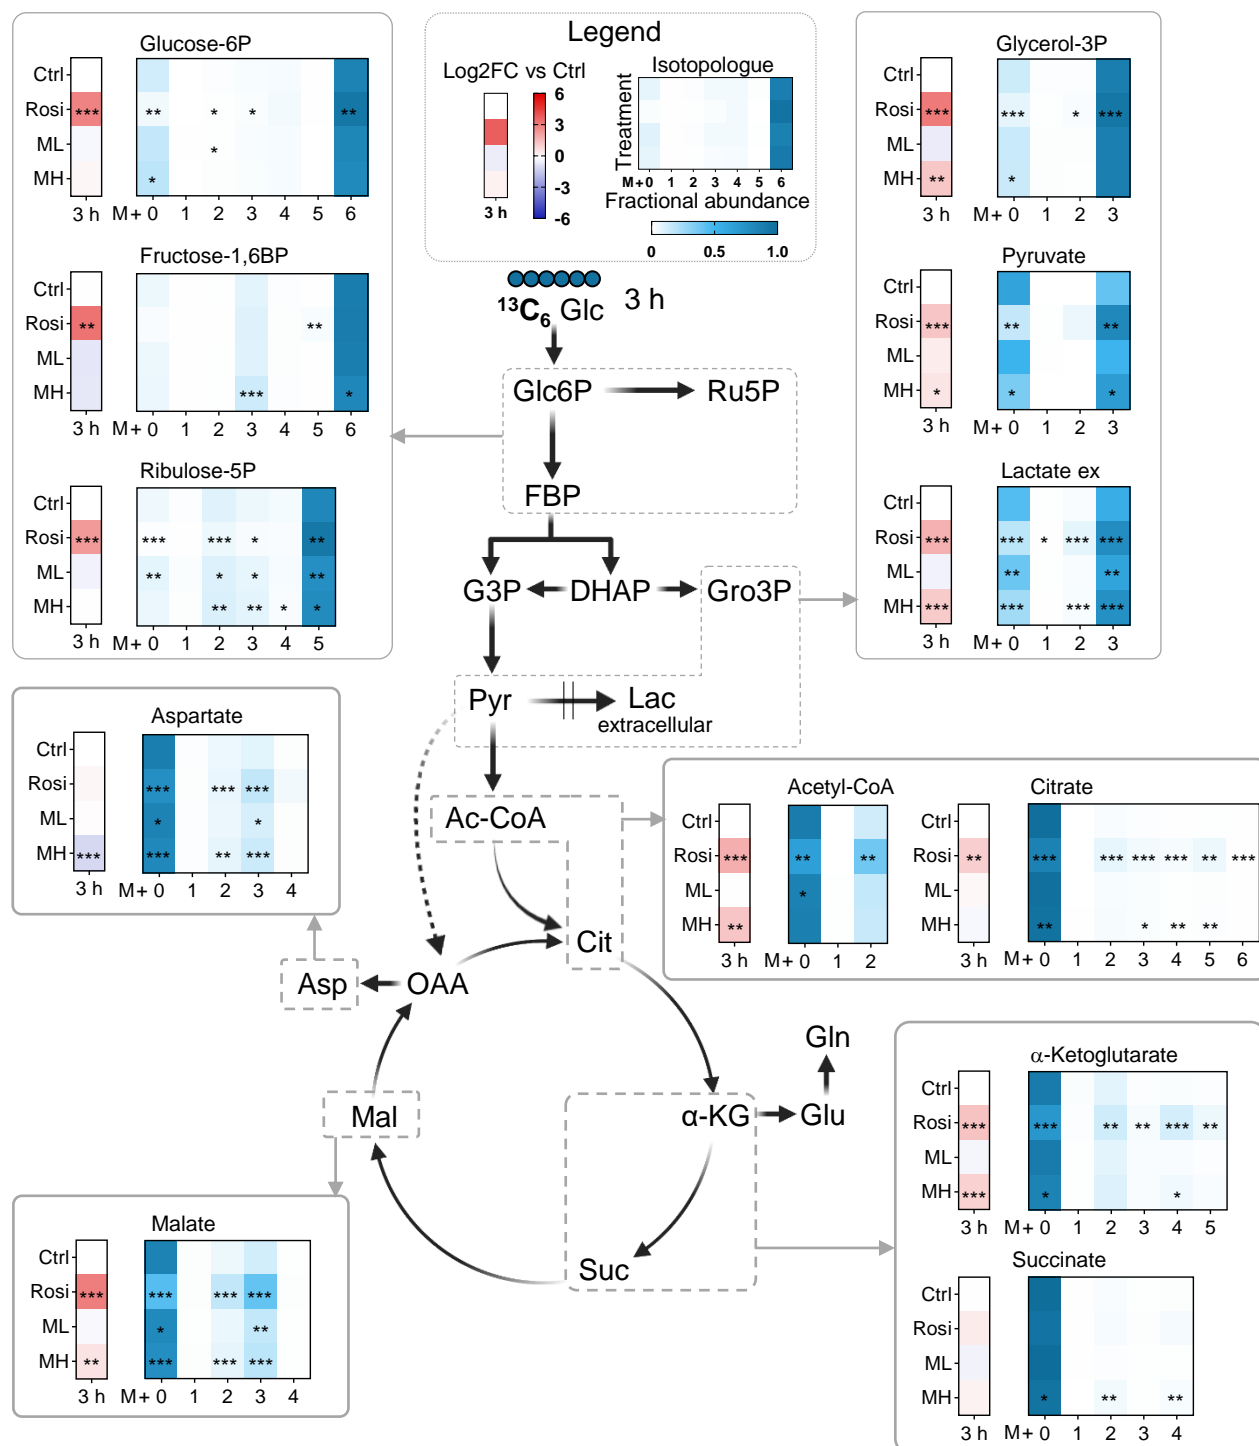 Legend
Log2FC vs Ctrl
6
3
0
-3
-6
3 h
Isotopologue
Treatment
M+ 0 1 2 3 4 5 6
Fractional abundance
0 0.5 1.0
Glucose-6P
Ctrl
Rosi *** ** * * **
ML *
MH *
3 h M+ 0 1 2 3 4 5 6
Fructose-1,6BP
Ctrl
Rosi ** ** 
ML
MH *** *
3 h M+ 0 1 2 3 4 5 6
Ribulose-5P
Ctrl
Rosi *** *** *** * **
ML ** * * **
MH ** ** * *
3 h M+ 0 1 2 3 4 5
Glycerol-3P
Ctrl
Rosi *** *** * ***
ML
MH ** *
3 h M+ 0 1 2 3
Pyruvate
Ctrl
Rosi *** ** **
ML
MH * * *
3 h M+ 0 1 2 3
Lactate ex
Ctrl
Rosi *** *** * *** ***
ML ** **
MH *** *** *** ***
3 h M+ 0 1 2 3
13C6 Glc 3 h
Glc6P Ru5P
FBP
G3P DHAP Gro3P
Pyr Lac
extracellular
Ac-CoA
Cit
Asp OAA
Mal
α-KG Glu
Gln
Suc
Aspartate
Ctrl
Rosi *** *** ***
ML * *
MH *** *** ** ***
3 h M+ 0 1 2 3 4
Acetyl-CoA
Ctrl
Rosi *** ** **
ML *
MH **
3 h M+ 0 1 2
Citrate
Ctrl
Rosi ** *** *** *** *** ** ***
ML
MH ** * ** **
3 h M+ 0 1 2 3 4 5 6
α-Ketoglutarate
Ctrl
Rosi *** *** ** ** *** **
ML
MH *** * *
3 h M+ 0 1 2 3 4 5
Succinate
Ctrl
Rosi
ML
MH * ** **
3 h M+ 0 1 2 3 4
Malate
Ctrl
Rosi *** *** *** ***
ML * **
MH ** *** *** ***
3 h M+ 0 1 2 3 4